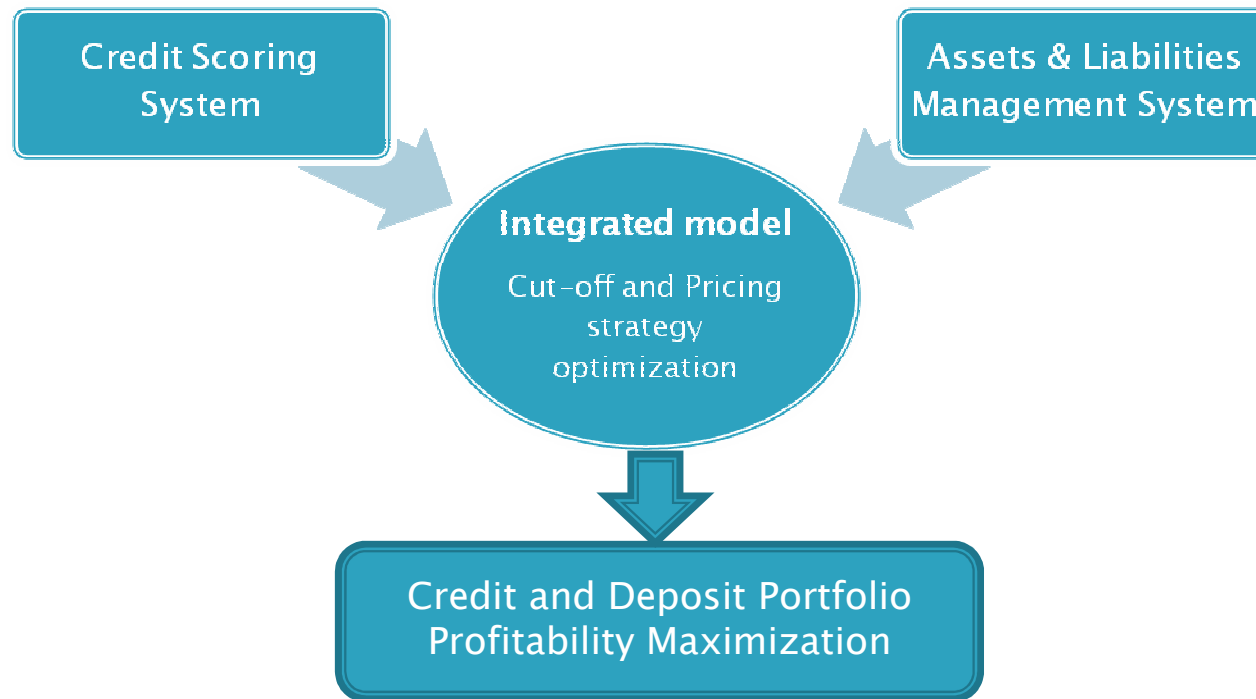 Credit Scoring
System
Assets & Liabilities
Management System
Integrated model
Cut-off and Pricing
strategy
optimization
Credit and Deposit Portfolio
Profitability Maximization